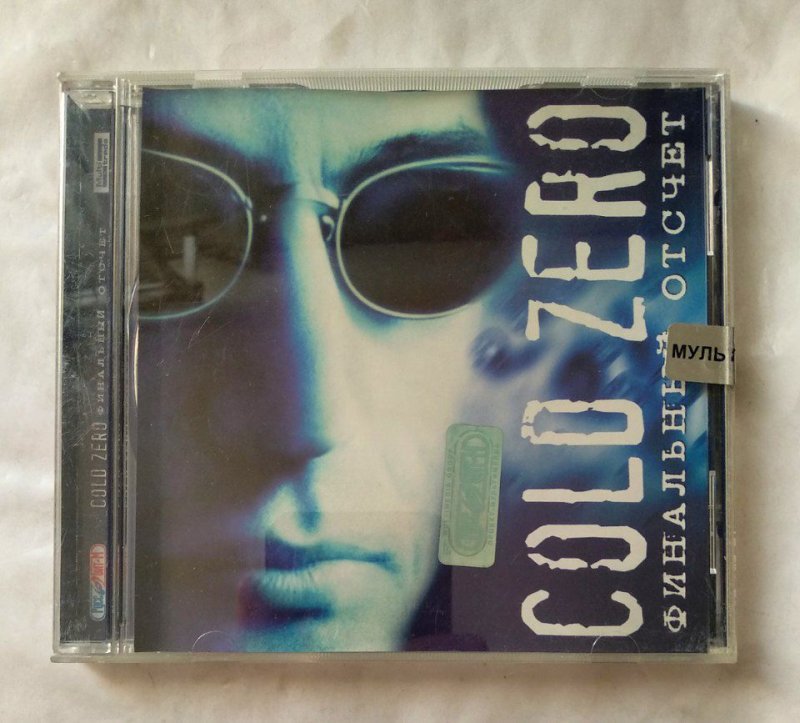 COLD ZERO
ФИНАЛЬНЫЙ ОТСЧЕТ
МУЛЬ
COLD ZERO ФИНАЛЬНЫЙ ОТСЧЕТ